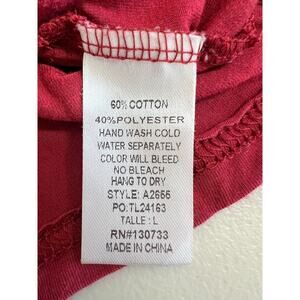 60% COTTON
40%POLYESTER
HAND WASH COLD
WATER SEPARATELY
COLOR WILL BLEED
NO BLEACH
HANG TO DRY
STYLE: A2655
PO:TL24163
TALLE : L
RN#130733
MADE IN CHINA